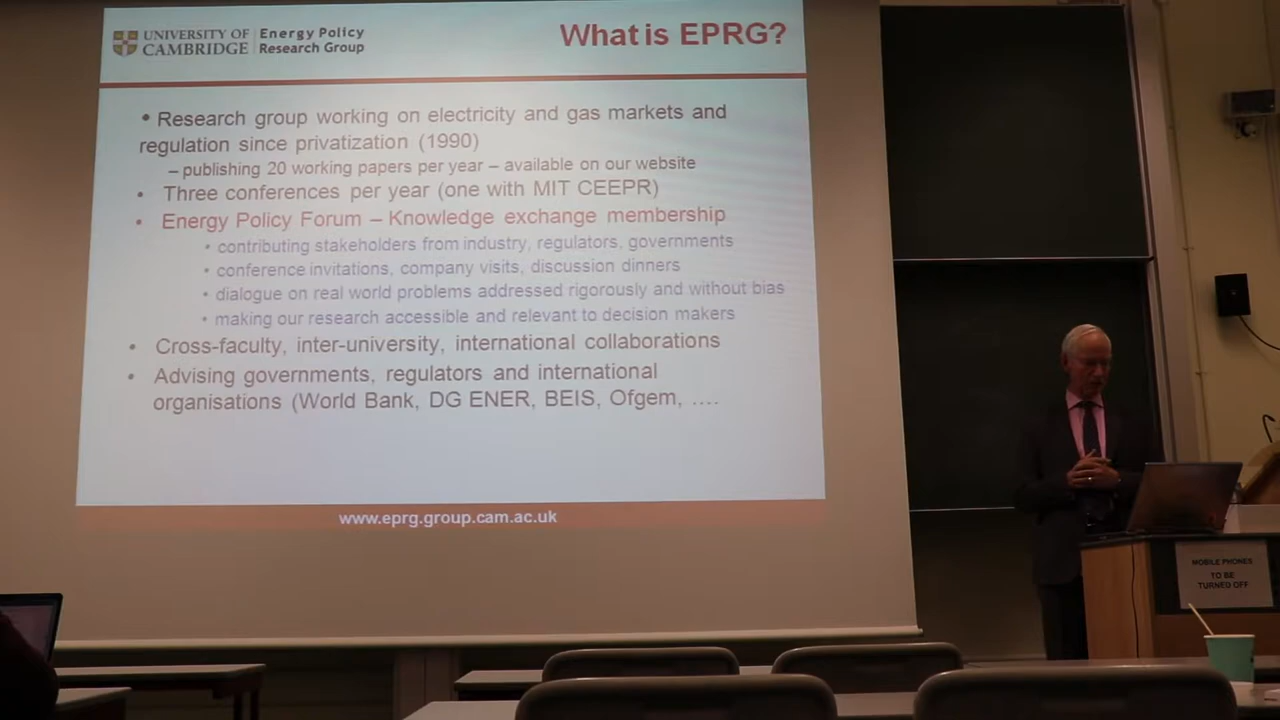 UNIVERSITY OF
CAMBRIDGE
Energy Policy
Research Group
What is EPRG?
• Research group working on electricity and gas markets and
regulation since privatization (1990)
– publishing 20 working papers per year – available on our website
• Three conferences per year (one with MIT CEEPR)
• Energy Policy Forum – Knowledge exchange membership
• contributing stakeholders from industry, regulators, governments
• conference invitations, company visits, discussion dinners
• dialogue on real world problems addressed rigorously and without bias
• making our research accessible and relevant to decision makers
• Cross-faculty, inter-university, international collaborations
• Advising governments, regulators and international
organisations (World Bank, DG ENER, BEIS, Ofgem, ....
www.eprg.group.cam.ac.uk
MOBILE PHONES
TO BE
TURNED OFF